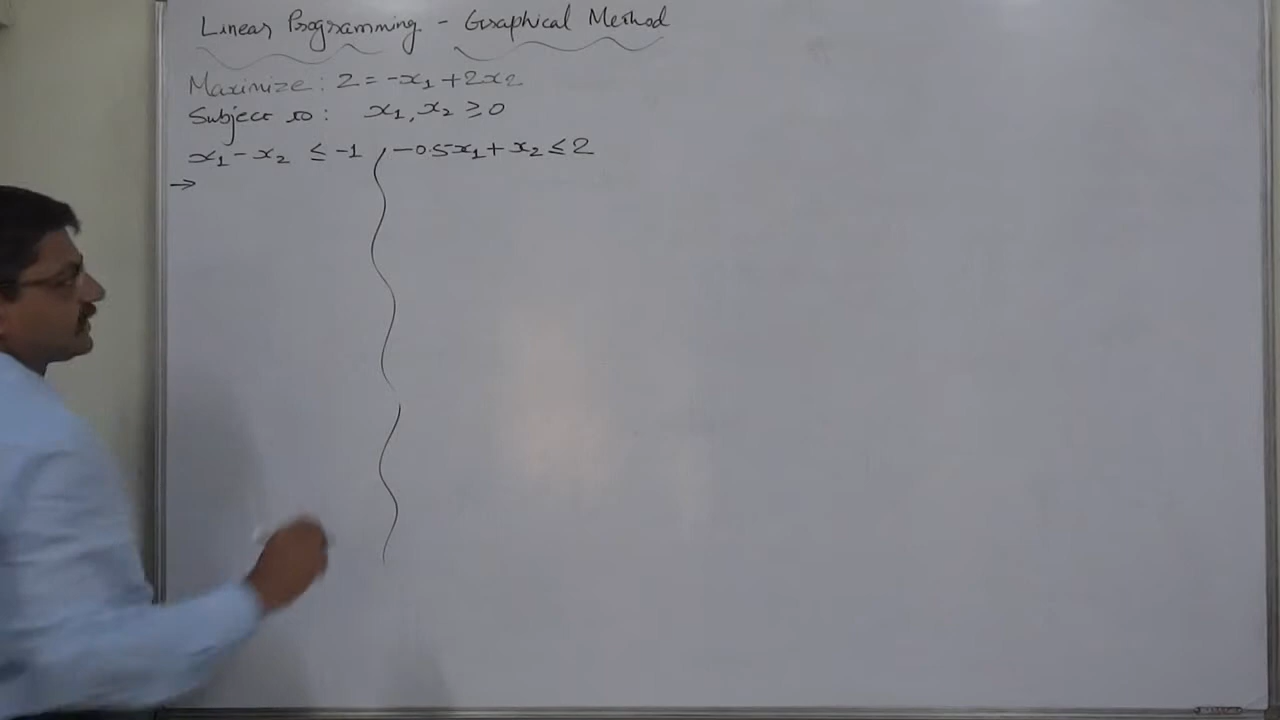 Linear Programming - Graphical Method
Maximize: Z = -x₁ + 2x₂
Subject to: x₁, x₂ ≥ 0
x₁ - x₂ ≤ -1 -0.5x₁ + x₂ ≤ 2
→